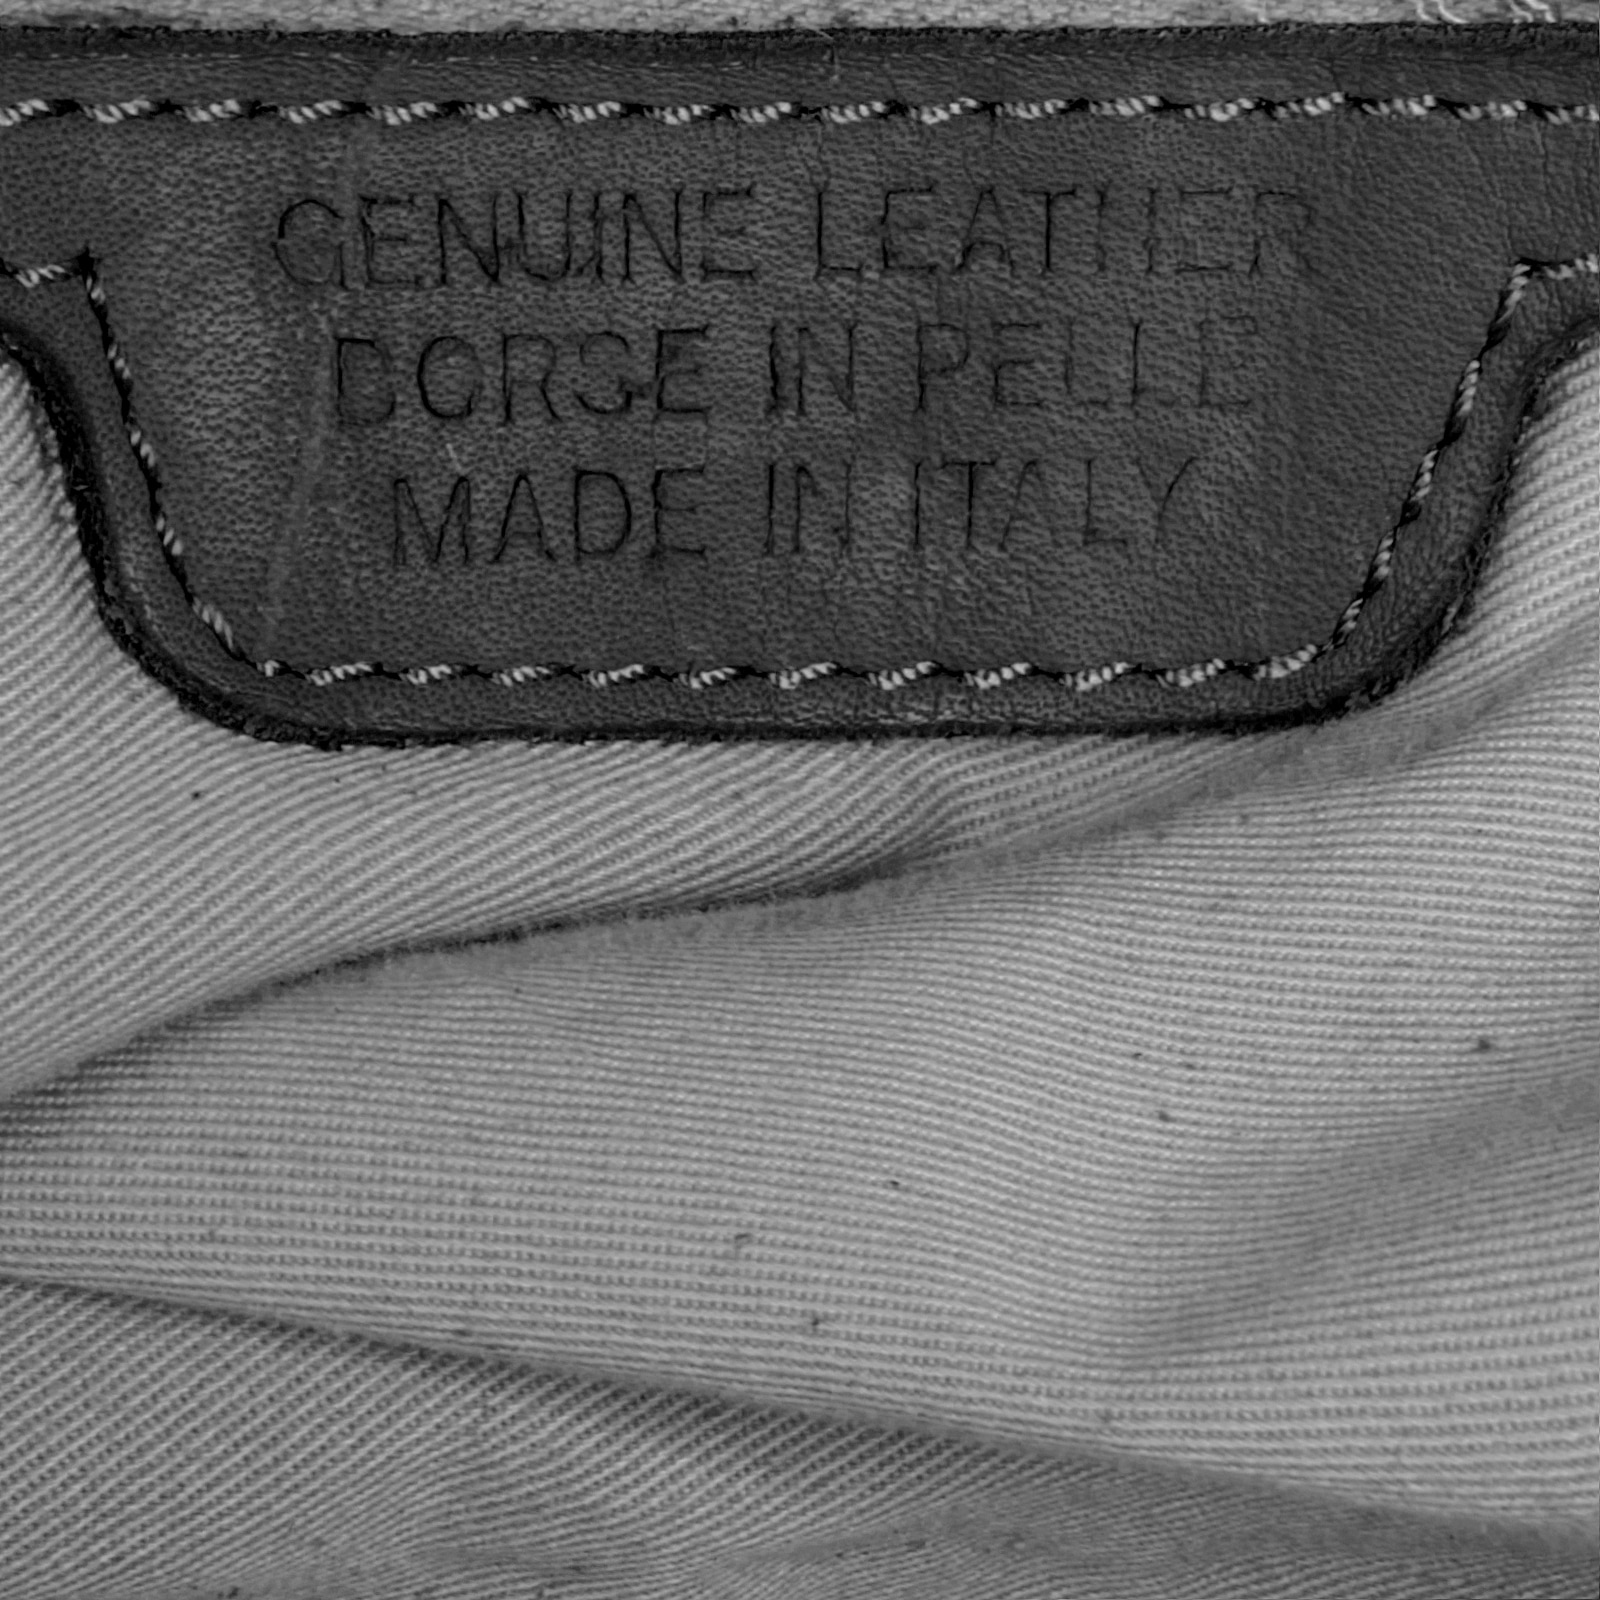 GENUINE LEATHER
BORSE IN PELLE
MADE IN ITALY